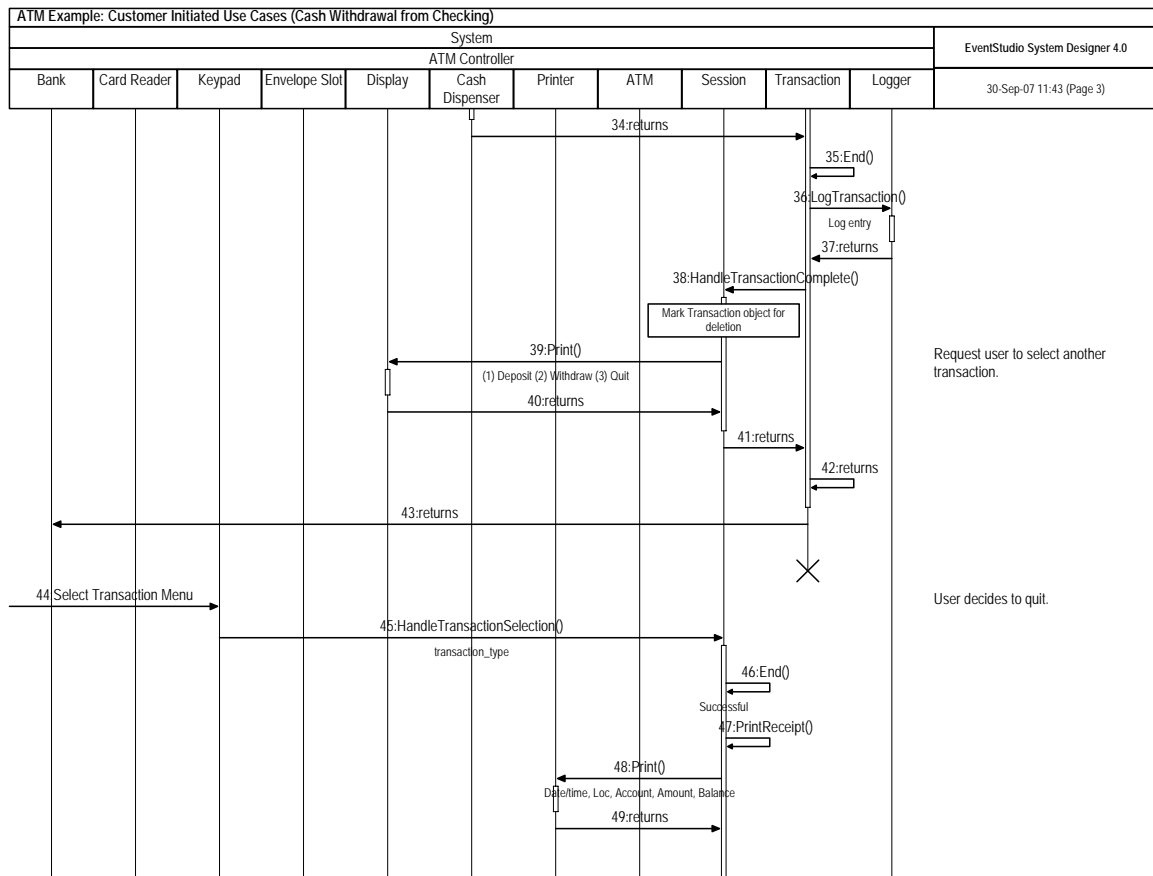 ATM Example: Customer Initiated Use Cases (Cash Withdrawal from Checking)
System
EventStudio System Designer 4.0
ATM Controller
Bank
Card Reader
Keypad
Envelope Slot
Display
Cash
Dispenser
Printer
ATM
Session
Transaction
Logger
30-Sep-07 11:43 (Page 3)
34:returns
35:End()
36:LogTransaction()
Log entry
37:returns
38:HandleTransactionComplete()
Mark Transaction object for
deletion
39:Print()
(1) Deposit (2) Withdraw (3) Quit
Request user to select another
transaction.
40:returns
41:returns
42:returns
43:returns
44:Select Transaction Menu
User decides to quit.
45:HandleTransactionSelection()
transaction_type
46:End()
Successful
47:PrintReceipt()
48:Print()
Date/time, Loc, Account, Amount, Balance
49:returns